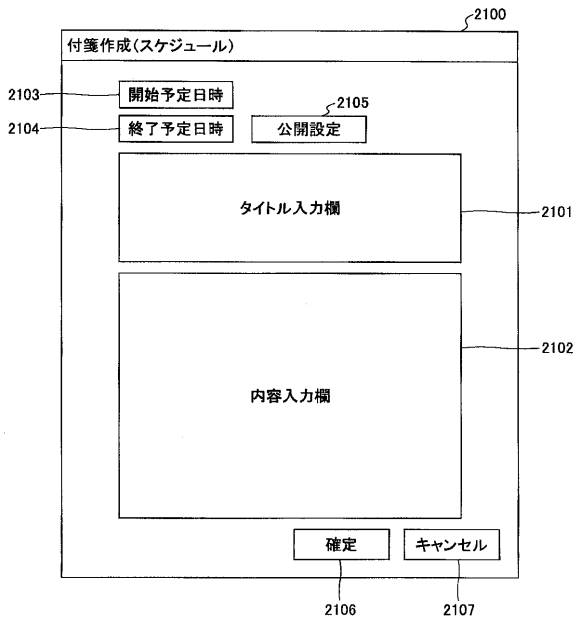 2100
付箋作成(スケジュール)
2103
開始予定日時
2105
2104
終了予定日時
公開設定
タイトル入力欄
2101
2102
内容入力欄
確定
キャンセル
2106
2107